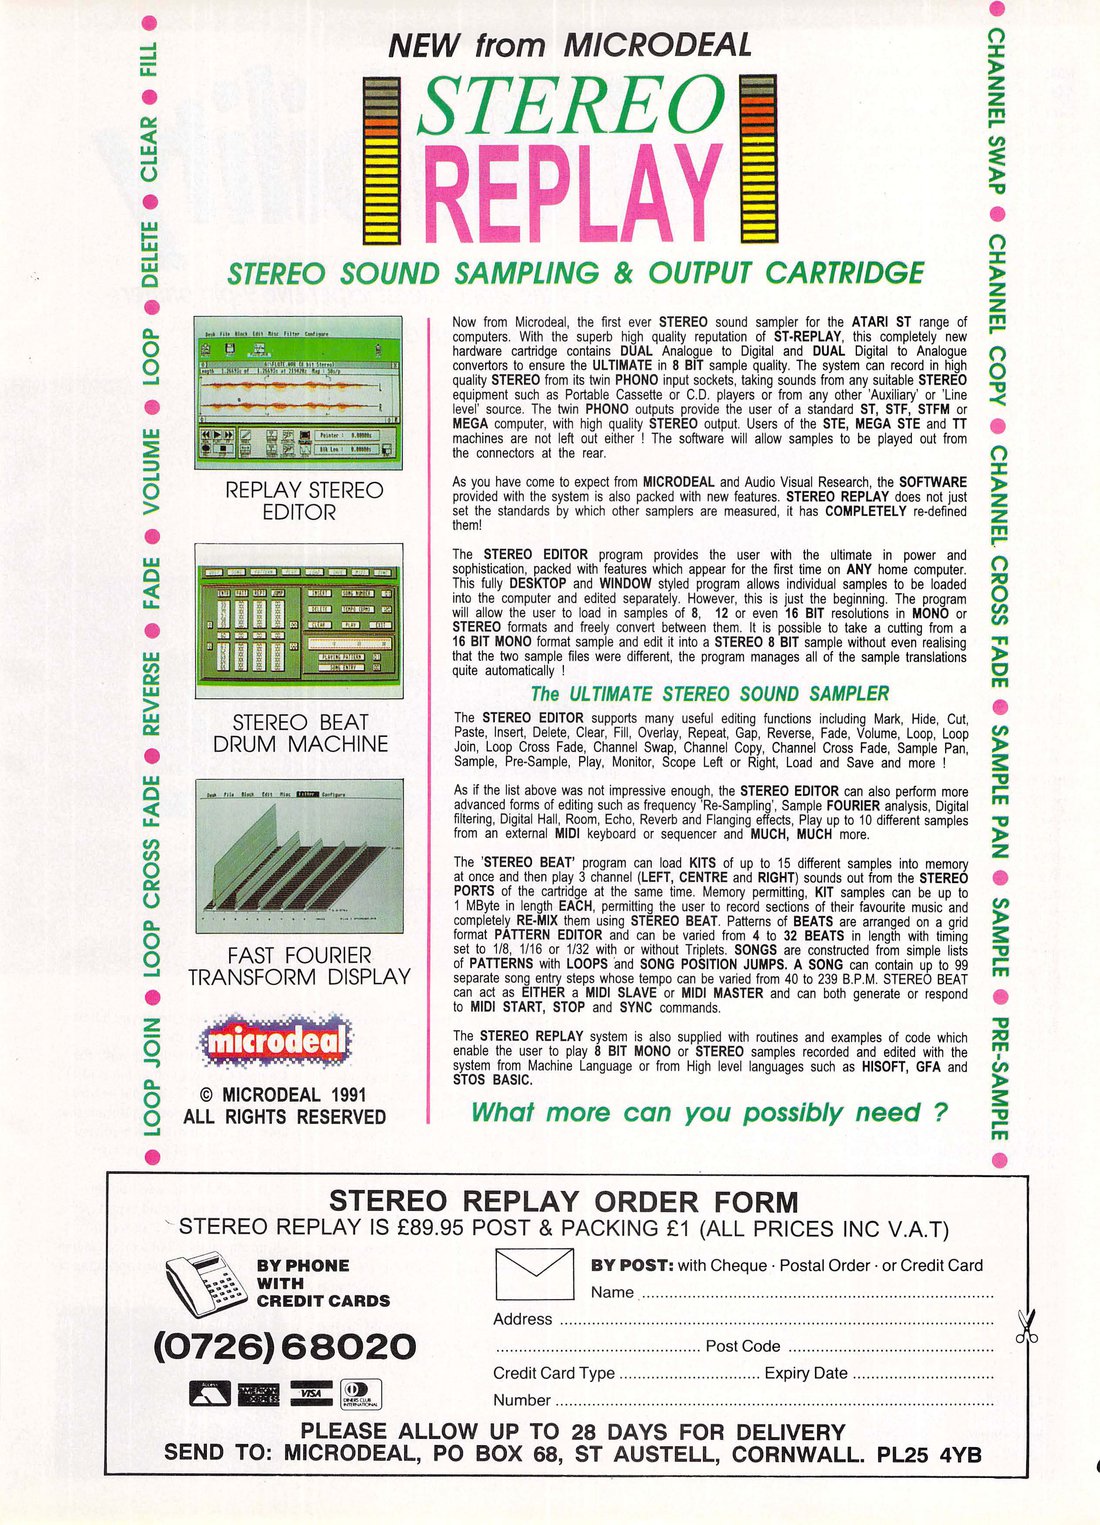 NEW from MICRODEAL
STEREO
REPLAY
STEREO SOUND SAMPLING & OUTPUT CARTRIDGE
LOOP JOIN ● LOOP CROSS FADE ● REVERSE ● FADE ● VOLUME ● LOOP ● DELETE ● CLEAR ● FILL ●
● CHANNEL SWAP ● CHANNEL COPY ● CHANNEL CROSS FADE ● SAMPLE PAN ● SAMPLE ● PRE-SAMPLE ●
Desk File Block Edit Misc Filter Configure
REPLAY STEREO
EDITOR
STEREO BEAT
DRUM MACHINE
Desk File Block Edit Misc Filter Configure
FAST FOURIER
TRANSFORM DISPLAY
microdeal
© MICRODEAL 1991
ALL RIGHTS RESERVED
Now from Microdeal, the first ever STEREO sound sampler for the ATARI ST range of
computers. With the superb high quality reputation of ST-REPLAY, this completely new
hardware cartridge contains DUAL Analogue to Digital and DUAL Digital to Analogue
convertors to ensure the ULTIMATE in 8 BIT sample quality. The system can record in high
quality STEREO from its twin PHONO input sockets, taking sounds from any suitable STEREO
equipment such as Portable Cassette or C.D. players or from any other 'Auxiliary' or 'Line
level' source. The twin PHONO outputs provide the user of a standard ST, STF, STFM or
MEGA computer, with high quality STEREO output. Users of the STE, MEGA STE and TT
machines are not left out either ! The software will allow samples to be played out from
the connectors at the rear.
As you have come to expect from MICRODEAL and Audio Visual Research, the SOFTWARE
provided with the system is also packed with new features. STEREO REPLAY does not just
set the standards by which other samplers are measured, it has COMPLETELY re-defined
them!
The STEREO EDITOR program provides the user with the ultimate in power and
sophistication, packed with features which appear for the first time on ANY home computer.
This fully DESKTOP and WINDOW styled program allows individual samples to be loaded
into the computer and edited separately. However, this is just the beginning. The program
will allow the user to load in samples of 8, 12 or even 16 BIT resolutions in MONO or
STEREO formats and freely convert between them. It is possible to take a cutting from a
16 BIT MONO format sample and edit it into a STEREO 8 BIT sample without even realising
that the two sample files were different, the program manages all of the sample translations
quite automatically !
The ULTIMATE STEREO SOUND SAMPLER
The STEREO EDITOR supports many useful editing functions including Mark, Hide, Cut,
Paste, Insert, Delete, Clear, Fill, Overlay, Repeat, Gap, Reverse, Fade, Volume, Loop, Loop
Join, Loop Cross Fade, Channel Swap, Channel Copy, Channel Cross Fade, Sample Pan,
Sample, Pre-Sample, Play, Monitor, Scope Left or Right, Load and Save and more !
As if the list above was not impressive enough, the STEREO EDITOR can also perform more
advanced forms of editing such as frequency 'Re-Sampling', Sample FOURIER analysis, Digital
filtering, Digital Hall, Room, Echo, Reverb and Flanging effects, Play up to 10 different samples
from an external MIDI keyboard or sequencer and MUCH, MUCH more.
The 'STEREO BEAT' program can load KITS of up to 15 different samples into memory
at once and then play 3 channel (LEFT, CENTRE and RIGHT) sounds out from the STEREO
PORTS of the cartridge at the same time. Memory permitting, KIT samples can be up to
1 MByte in length EACH, permitting the user to record sections of their favourite music and
completely RE-MIX them using STEREO BEAT. Patterns of BEATS are arranged on a grid
format PATTERN EDITOR and can be varied from 4 to 32 BEATS in length with timing
set to 1/8, 1/16 or 1/32 with or without Triplets. SONGS are constructed from simple lists
of PATTERNS with LOOPS and SONG POSITION JUMPS. A SONG can contain up to 99
separate song entry steps whose tempo can be varied from 40 to 239 B.P.M. STEREO BEAT
can act as EITHER a MIDI SLAVE or MIDI MASTER and can both generate or respond
to MIDI START, STOP and SYNC commands.
The STEREO REPLAY system is also supplied with routines and examples of code which
enable the user to play 8 BIT MONO or STEREO samples recorded and edited with the
system from Machine Language or from High level languages such as HISOFT, GFA and
STOS BASIC.
What more can you possibly need ?
STEREO REPLAY ORDER FORM
STEREO REPLAY IS £89.95 POST & PACKING £1 (ALL PRICES INC V.A.T)
BY PHONE
WITH
CREDIT CARDS
(0726) 68020
Access AMERICAN EXPRESS VISA DINERS CLUB INTERNATIONAL
BY POST: with Cheque · Postal Order · or Credit Card
Name
Address
Post Code
Credit Card Type Expiry Date
Number
PLEASE ALLOW UP TO 28 DAYS FOR DELIVERY
SEND TO: MICRODEAL, PO BOX 68, ST AUSTELL, CORNWALL. PL25 4YB